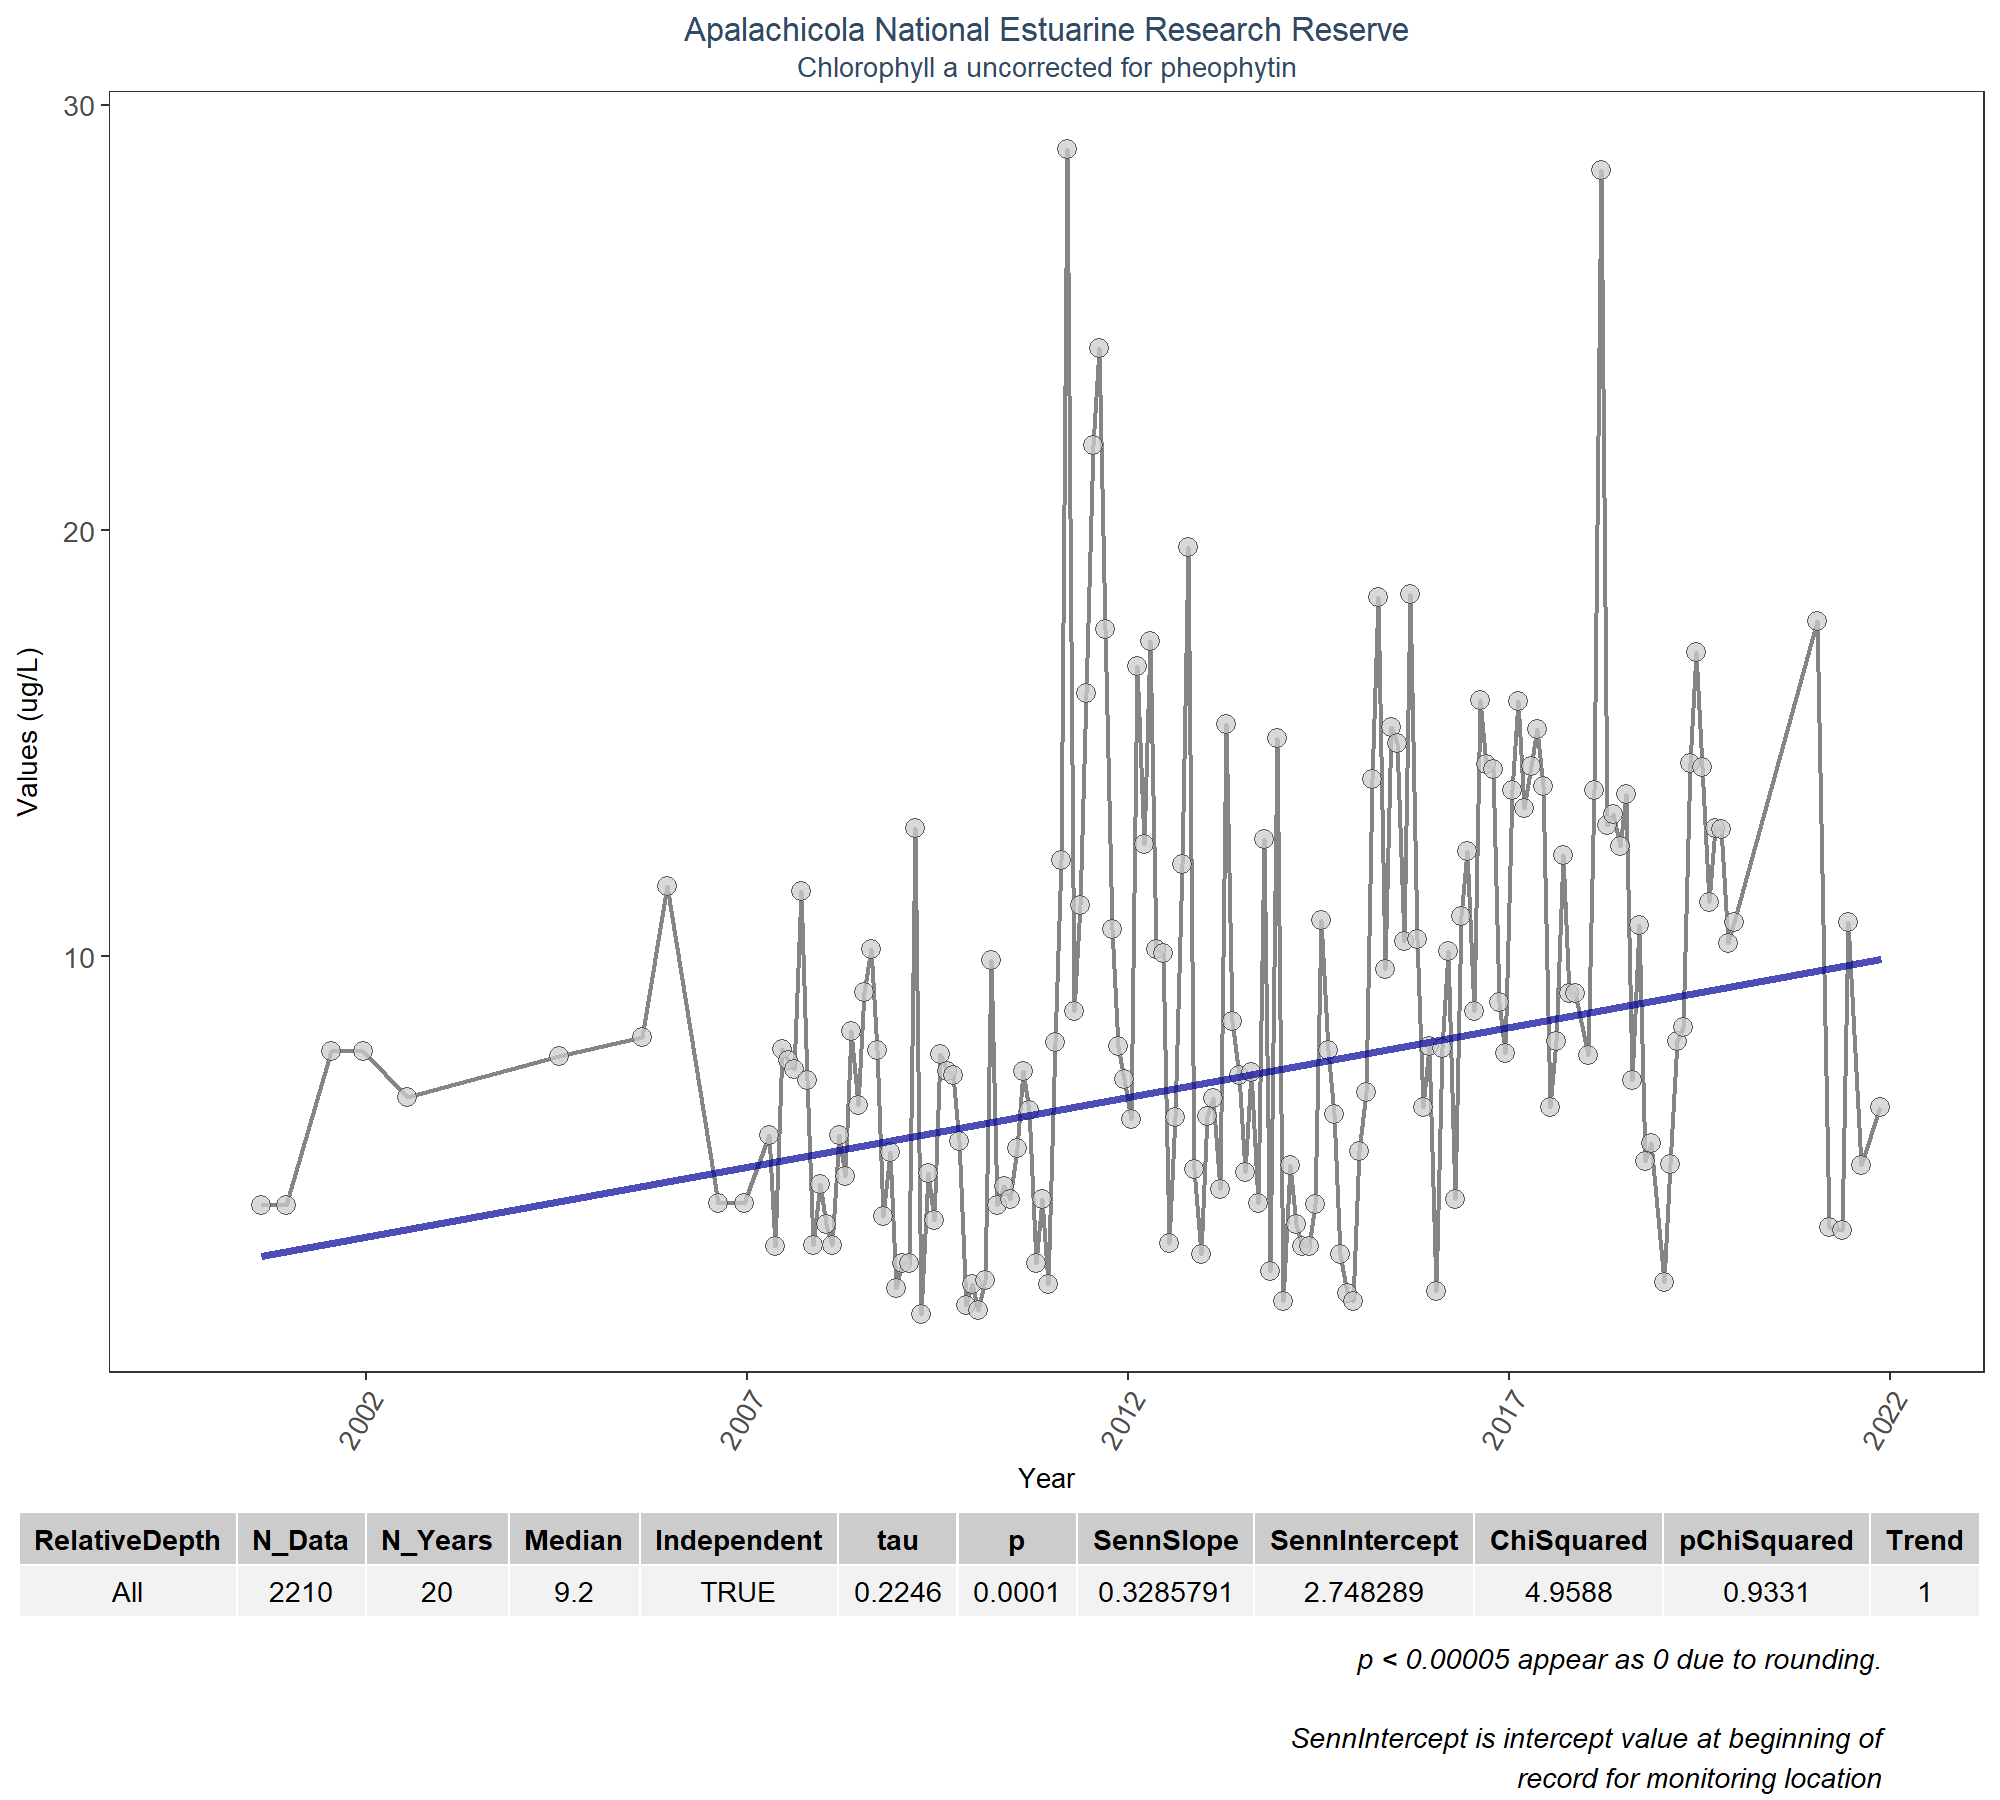 Apalachicola National Estuarine Research Reserve
Chlorophyll a uncorrected for pheophytin
30
20
10
Values (ug/L)
2002 2007 2012 2017 2022
Year
RelativeDepth N_Data N_Years Median Independent tau p SennSlope SennIntercept ChiSquared pChiSquared Trend
All 2210 20 9.2 TRUE 0.2246 0.0001 0.3285791 2.748289 4.9588 0.9331 1
p < 0.00005 appear as 0 due to rounding.
SennIntercept is intercept value at beginning of
record for monitoring location